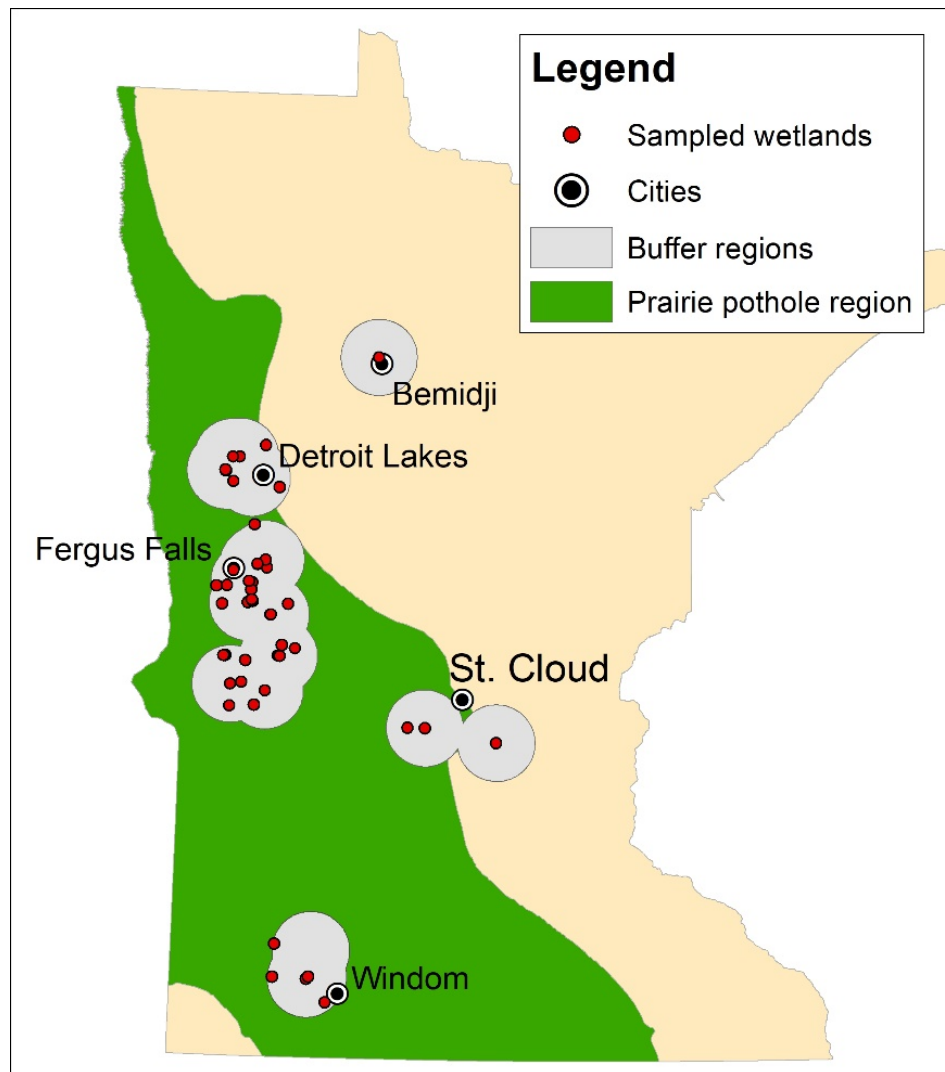 Legend
Sampled wetlands
Cities
Buffer regions
Prairie pothole region
Bemidji
Detroit Lakes
Fergus Falls
St. Cloud
Windom